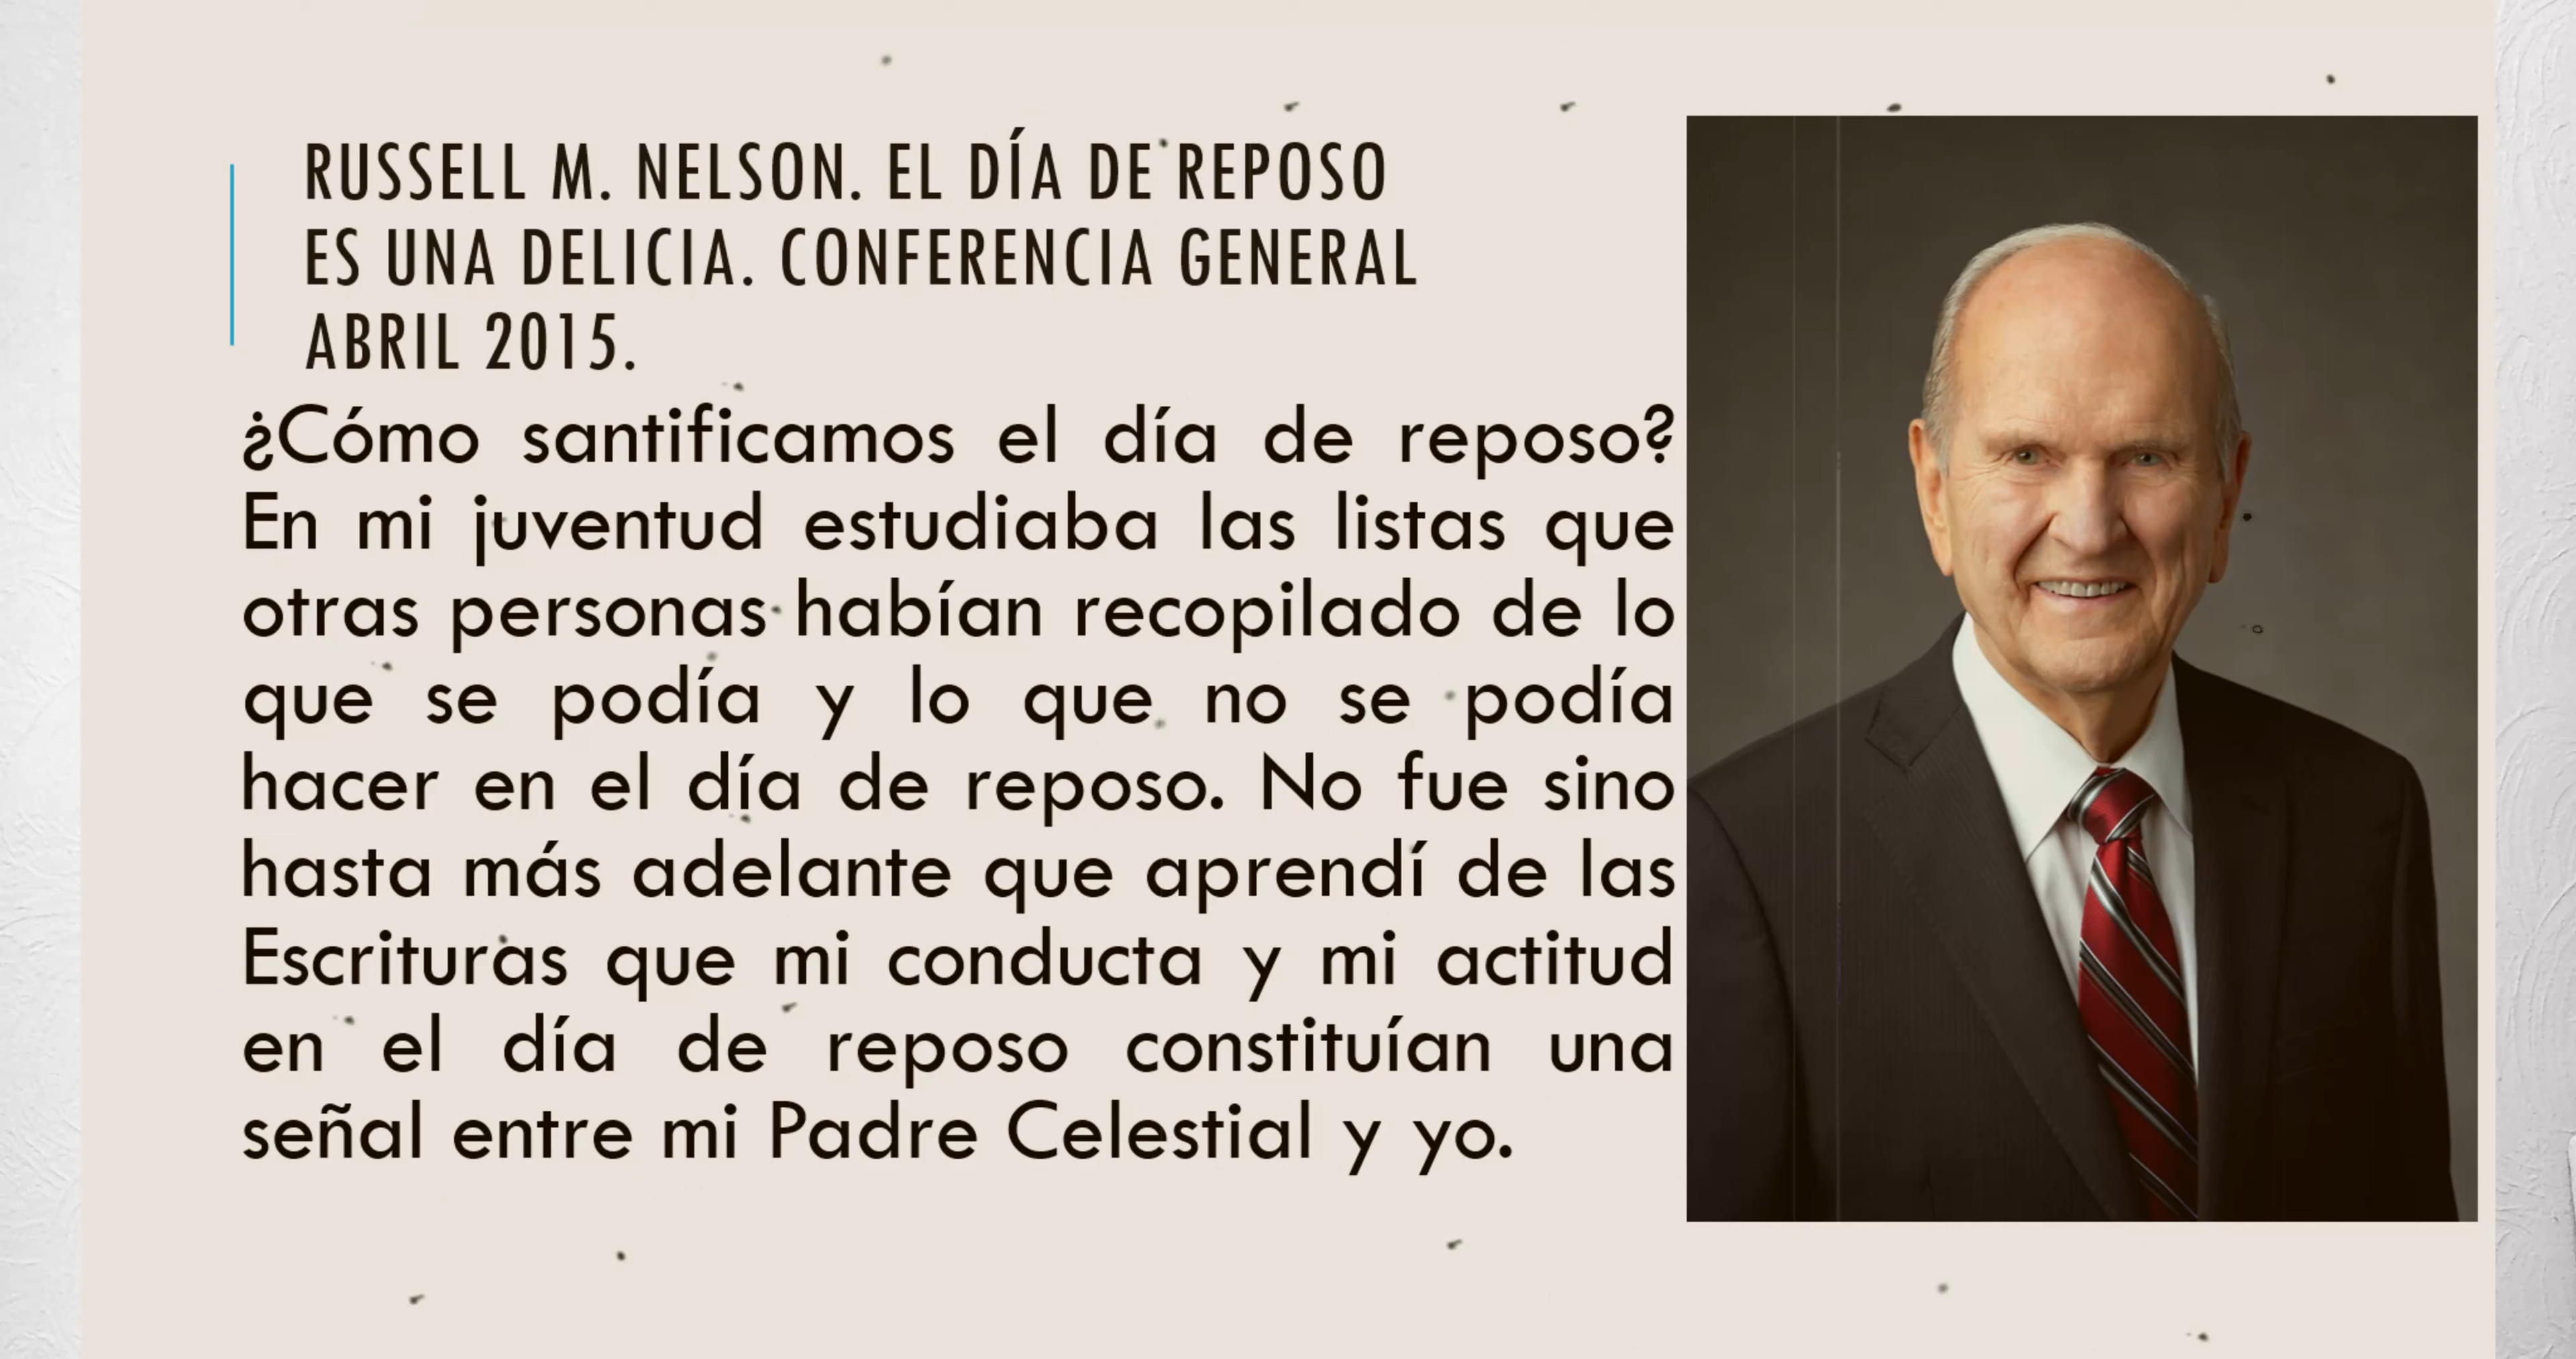 RUSSELL M. NELSON. EL DÍA DE REPOSO
ES UNA DELICIA. CONFERENCIA GENERAL
ABRIL 2015.
¿Cómo santificamos el día de reposo?
En mi juventud estudiaba las listas que
otras personas habían recopilado de lo
que se podía y lo que no se podía
hacer en el día de reposo. No fue sino
hasta más adelante que aprendí de las
Escrituras que mi conducta y mi actitud
en el día de reposo constituían una
señal entre mi Padre Celestial y yo.